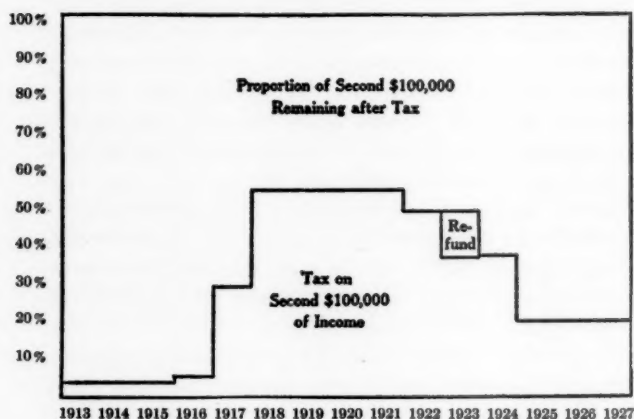 100%
90%
80%
70%
60%
50%
40%
30%
20%
10%
Proportion of Second $100,000
Remaining after Tax
Re-
fund
Tax on
Second $100,000
of Income
1913 1914 1915 1916 1917 1918 1919 1920 1921 1922 1923 1924 1925 1926 1927